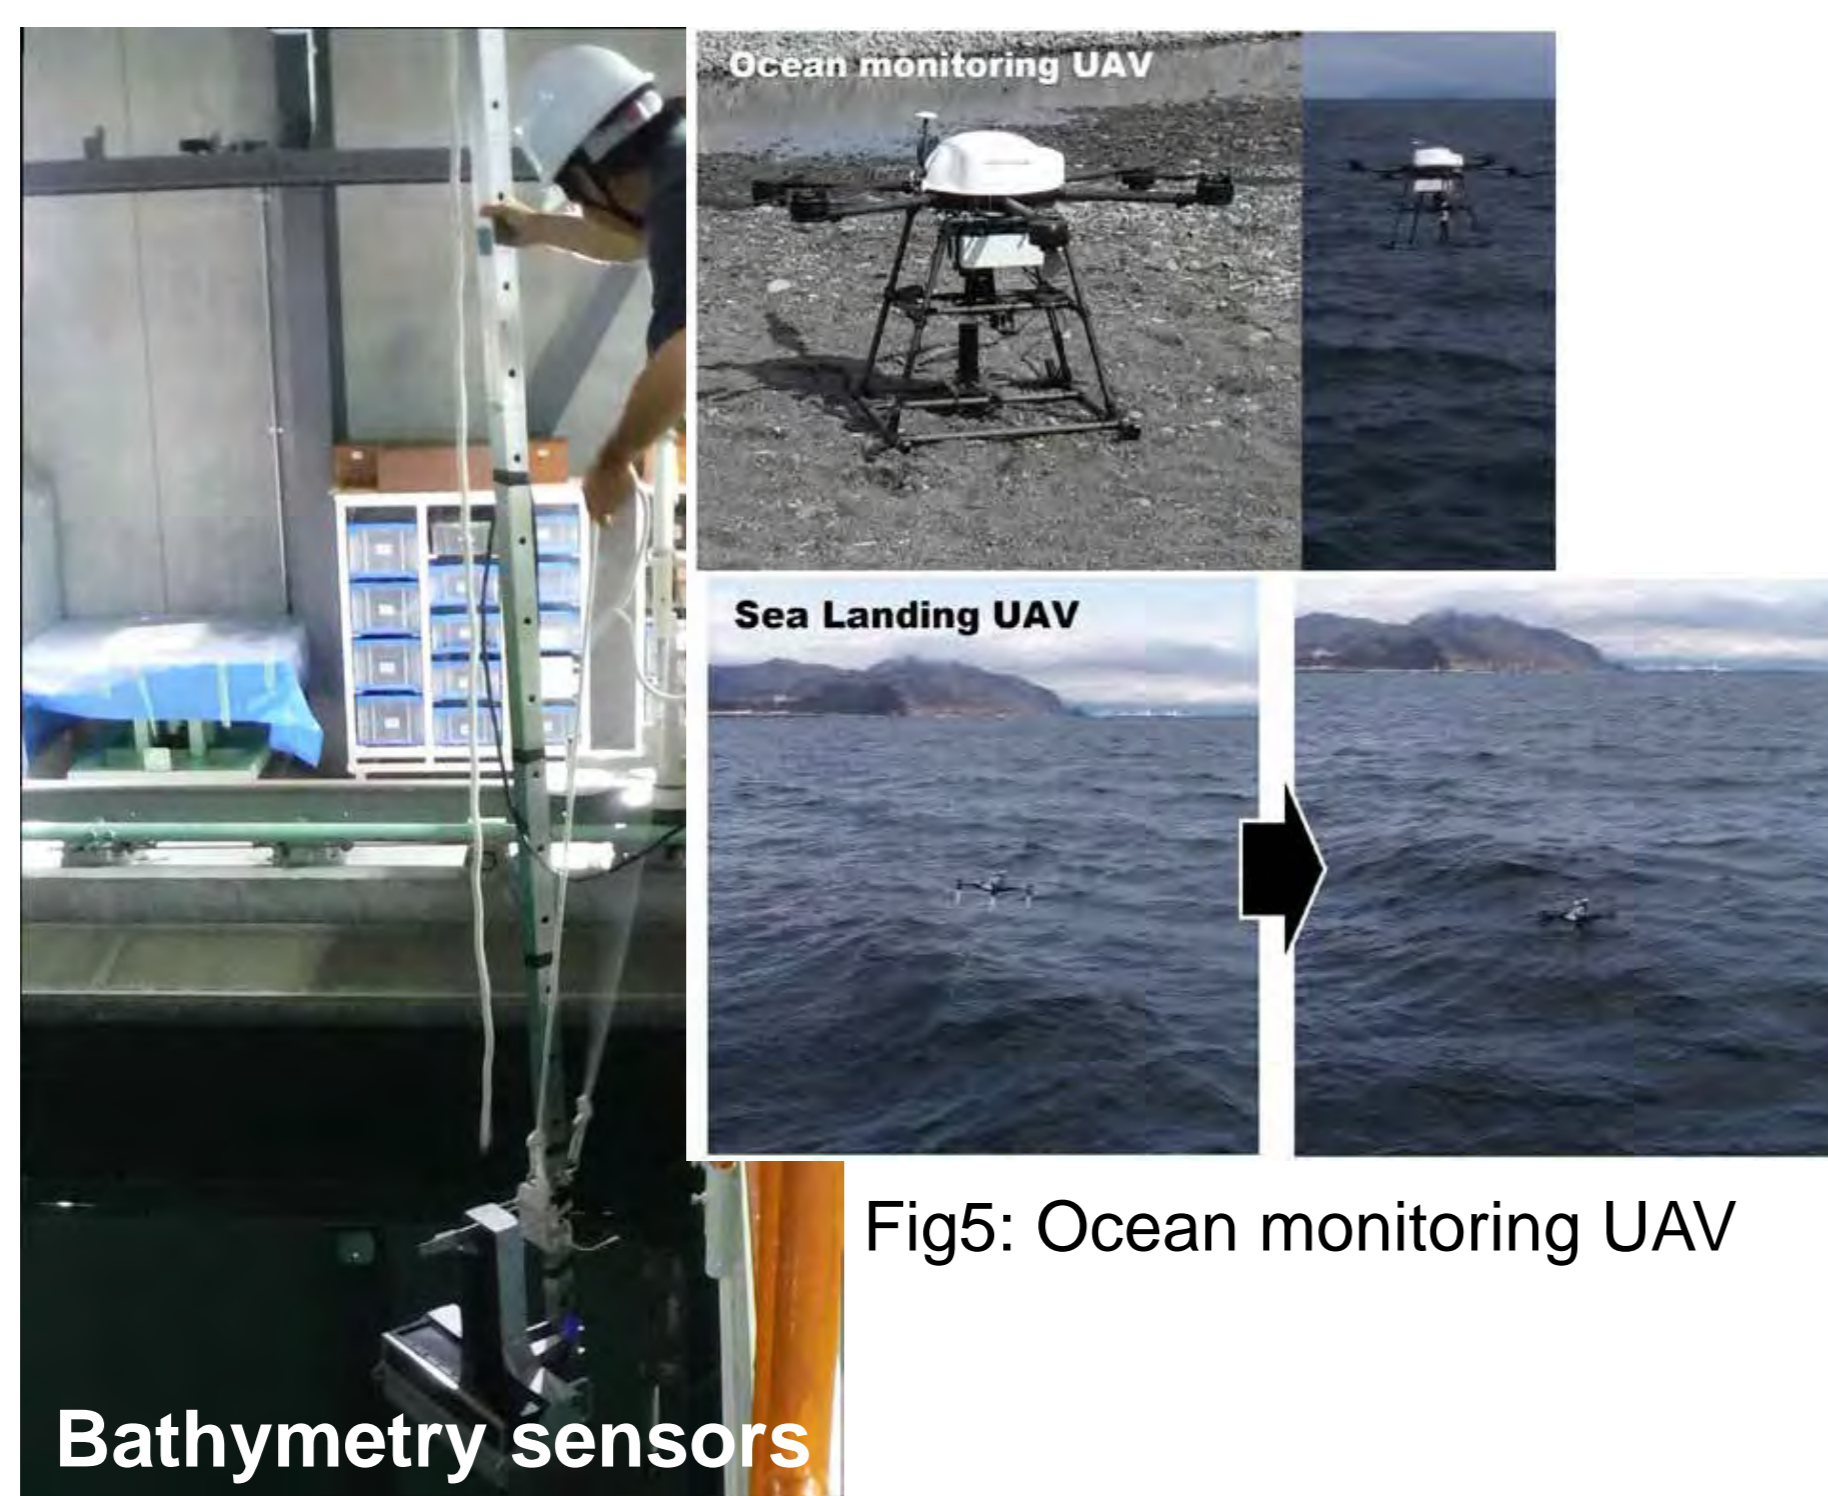 Ocean monitoring UAV
Sea Landing UAV
Fig5: Ocean monitoring UAV
Bathymetry sensors